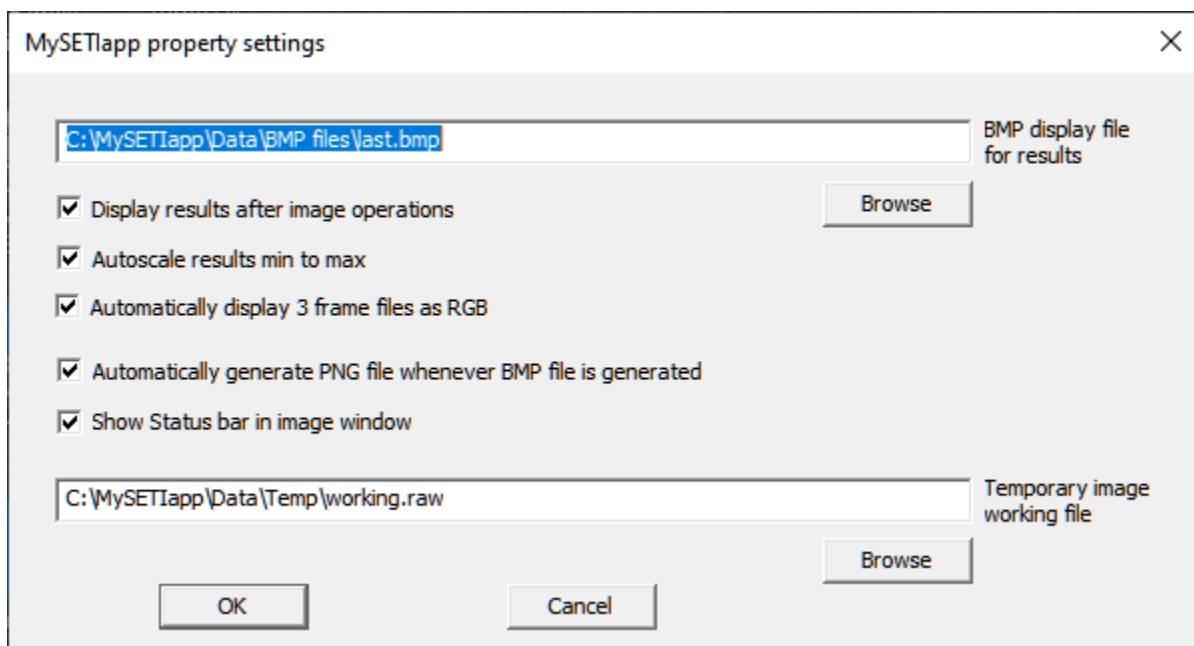 MySETIapp property settings
C:\MySETIapp\Data\BMP files\last.bmp
BMP display file
for results
Browse
Display results after image operations
Autoscale results min to max
Automatically display 3 frame files as RGB
Automatically generate PNG file whenever BMP file is generated
Show Status bar in image window
C:\MySETIapp\Data\Temp\working.raw
Temporary image
working file
Browse
OK
Cancel